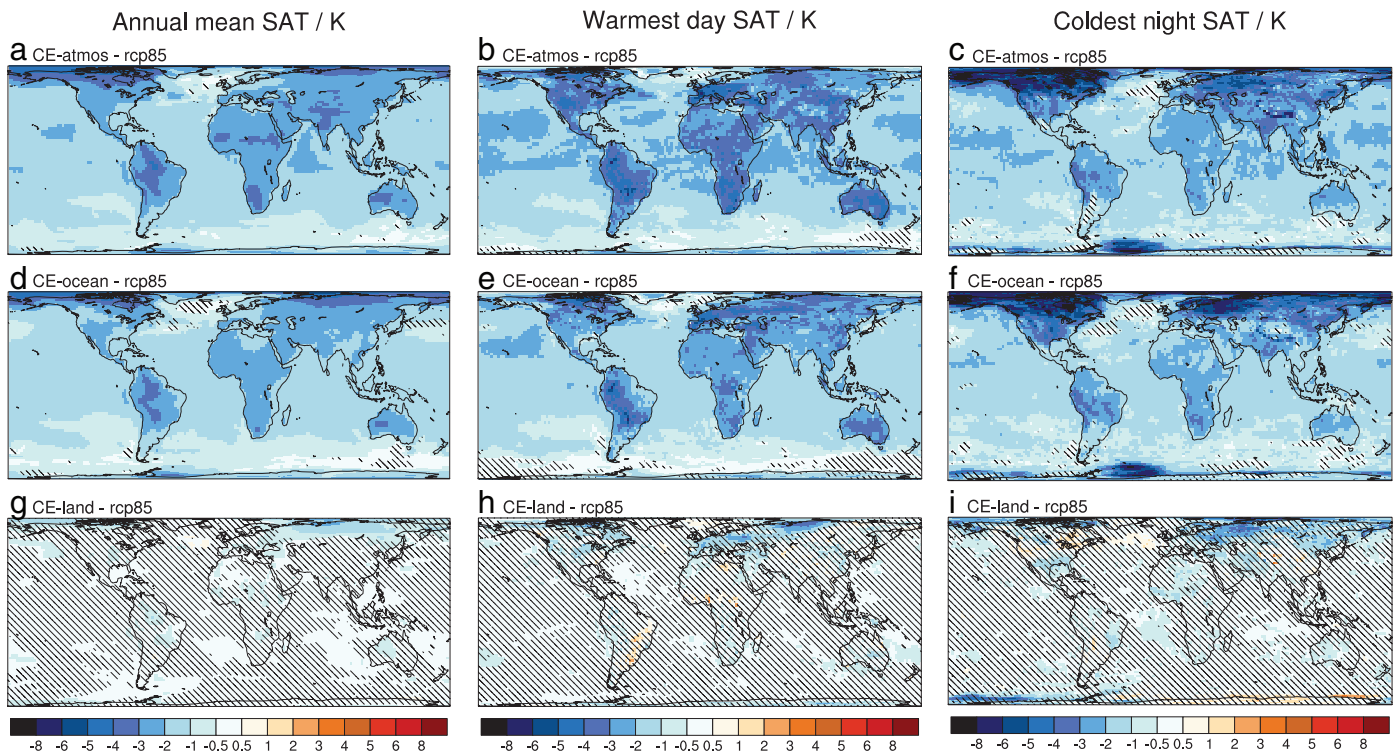 Annual mean SAT / K
Warmest day SAT / K
Coldest night SAT / K
a CE-atmos - rcp85
b CE-atmos - rcp85
c CE-atmos - rcp85
d CE-ocean - rcp85
e CE-ocean - rcp85
f CE-ocean - rcp85
g CE-land - rcp85
h CE-land - rcp85
i CE-land - rcp85
-8 -6 -5 -4 -3 -2 -1 -0.5 0.5 1 2 3 4 5 6 8
-8 -6 -5 -4 -3 -2 -1 -0.5 0.5 1 2 3 4 5 6 8
-8 -6 -5 -4 -3 -2 -1 -0.5 0.5 1 2 3 4 5 6 8